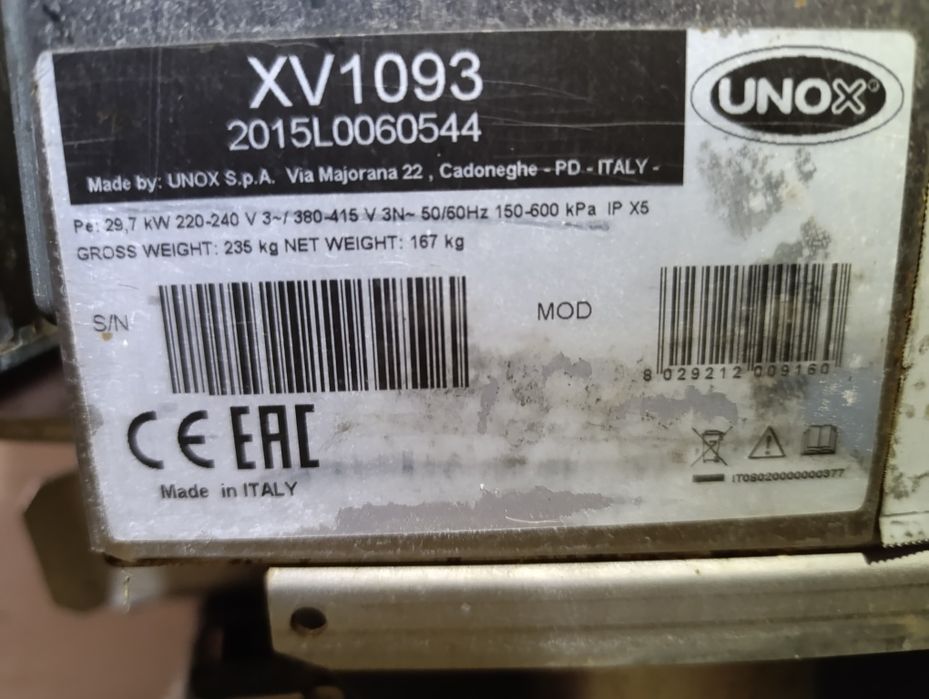 XV1093
2015L0060544
UNOX®
Made by: UNOX S.p.A. Via Majorana 22 , Cadoneghe - PD - ITALY -
Pe: 29,7 kW 220-240 V 3~/ 380-415 V 3N~ 50/60Hz 150-600 kPa IP X5
GROSS WEIGHT: 235 kg NET WEIGHT: 167 kg
S/N
MOD
8 029212 009160
CE EAC
Made in ITALY
IT08020000000377